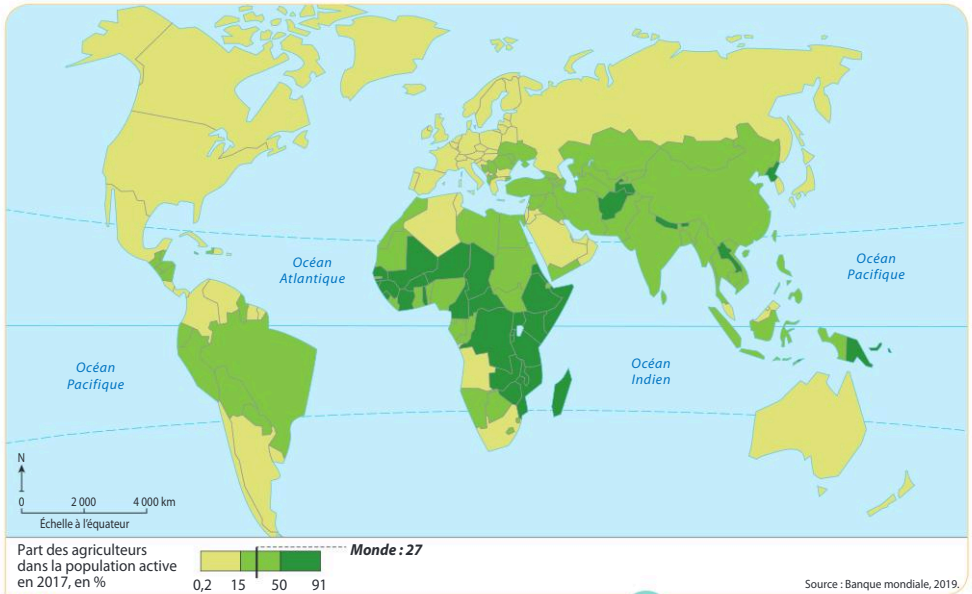 Océan
Atlantique
Océan
Pacifique
Océan
Pacifique
Océan
Indien
N
0 2 000 4 000 km
Échelle à l'équateur
Part des agriculteurs
dans la population active
en 2017, en %
Monde : 27
0,2 15 50 91
Source : Banque mondiale, 2019.